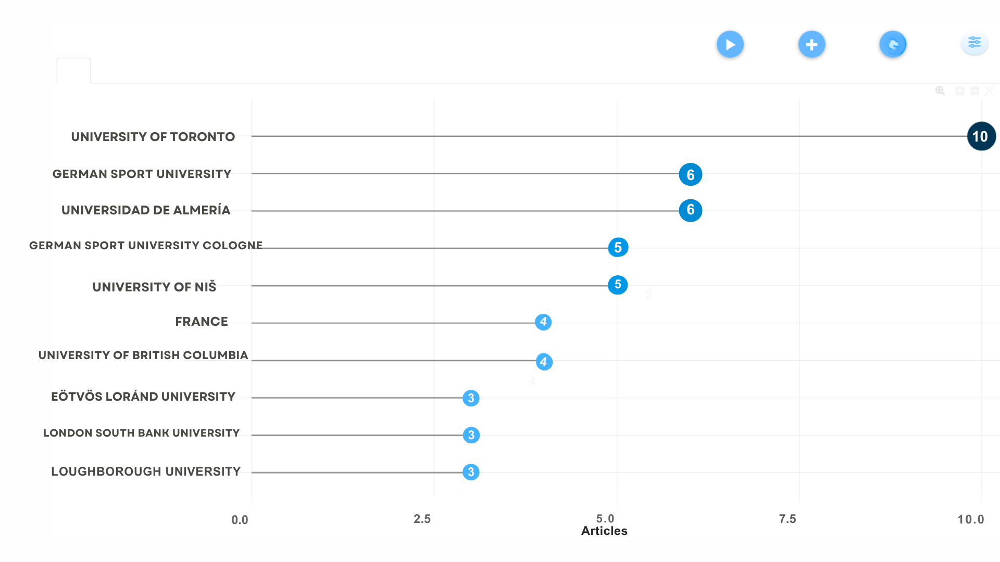 UNIVERSITY OF TORONTO
10
GERMAN SPORT UNIVERSITY
6
UNIVERSIDAD DE ALMERÍA
6
GERMAN SPORT UNIVERSITY COLOGNE
5
UNIVERSITY OF NIŠ
5
5
FRANCE
4
UNIVERSITY OF BRITISH COLUMBIA
4
4
EÖTVÖS LORÁND UNIVERSITY
3
LONDON SOUTH BANK UNIVERSITY
3
LOUGHBOROUGH UNIVERSITY
3
0.0 2.5 5.0 7.5 10.0
Articles